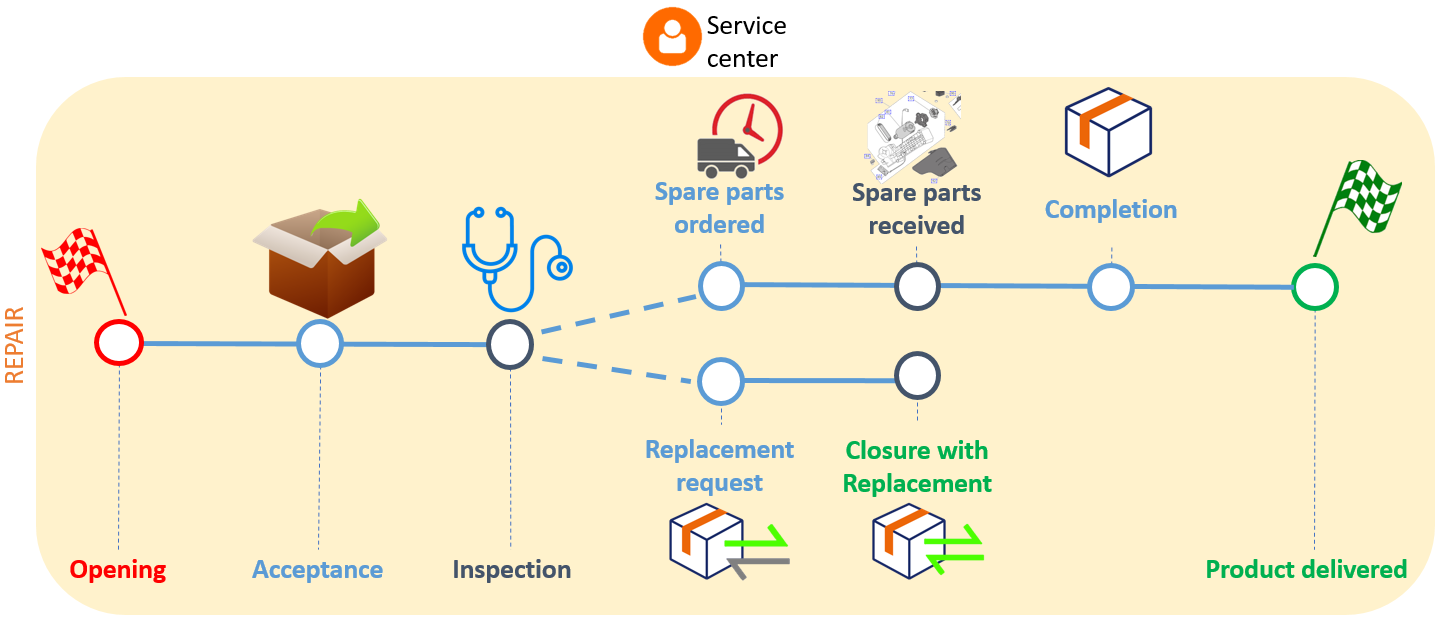 Service
center
REPAIR
Spare parts
ordered
Spare parts
received
Completion
Replacement
request
Closure with
Replacement
Opening
Acceptance
Inspection
Product delivered